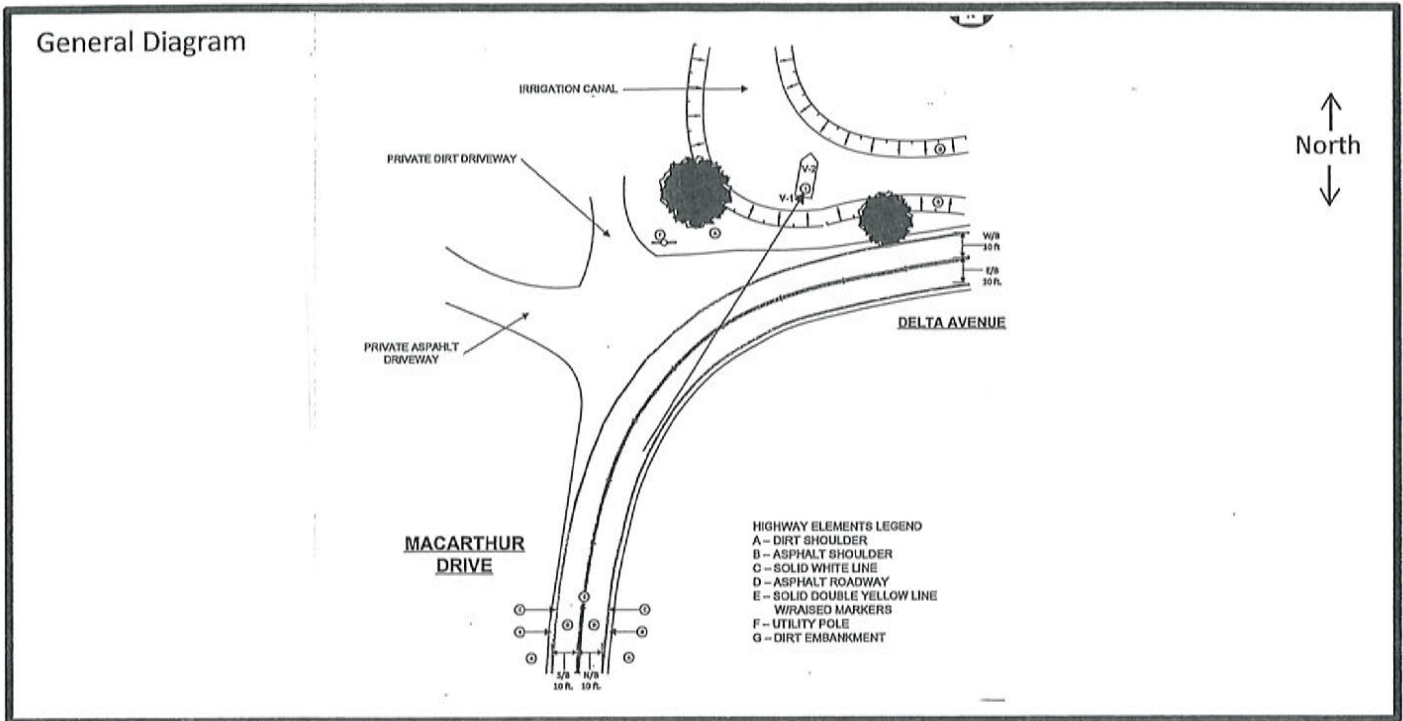 General Diagram
IRRIGATION CANAL
North
PRIVATE DIRT DRIVEWAY
V-2
V-1
W/B
10 ft
E/B
10 ft.
DELTA AVENUE
PRIVATE ASPAHLT
DRIVEWAY
MACARTHUR
DRIVE
HIGHWAY ELEMENTS LEGEND
A – DIRT SHOULDER
B – ASPHALT SHOULDER
C – SOLID WHITE LINE
D – ASPHALT ROADWAY
E – SOLID DOUBLE YELLOW LINE
W/RAISED MARKERS
F – UTILITY POLE
G – DIRT EMBANKMENT
S/B N/B
10 ft. 10 ft.